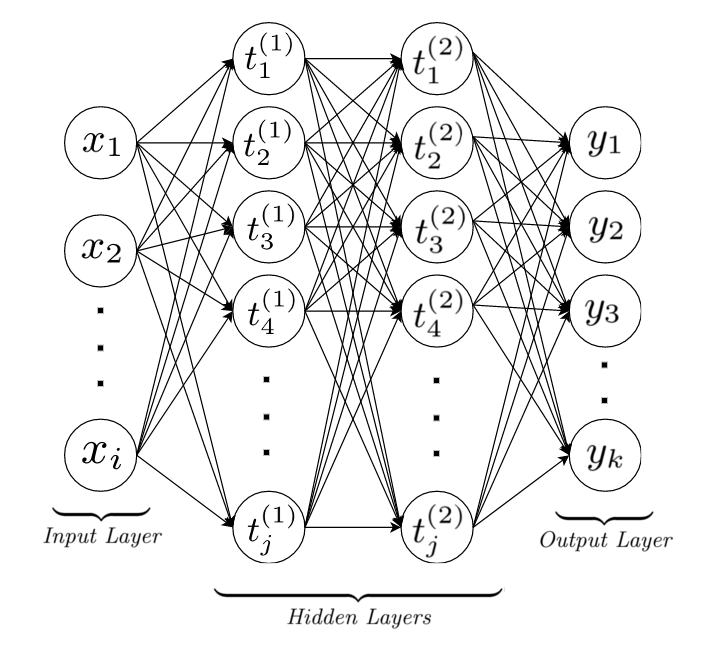 x₁
x₂
xᵢ
t₁⁽¹⁾
t₂⁽¹⁾
t₃⁽¹⁾
t₄⁽¹⁾
tⱼ⁽¹⁾
t₁⁽²⁾
t₂⁽²⁾
t₃⁽²⁾
t₄⁽²⁾
tⱼ⁽²⁾
y₁
y₂
y₃
yₖ
Input Layer
Hidden Layers
Output Layer